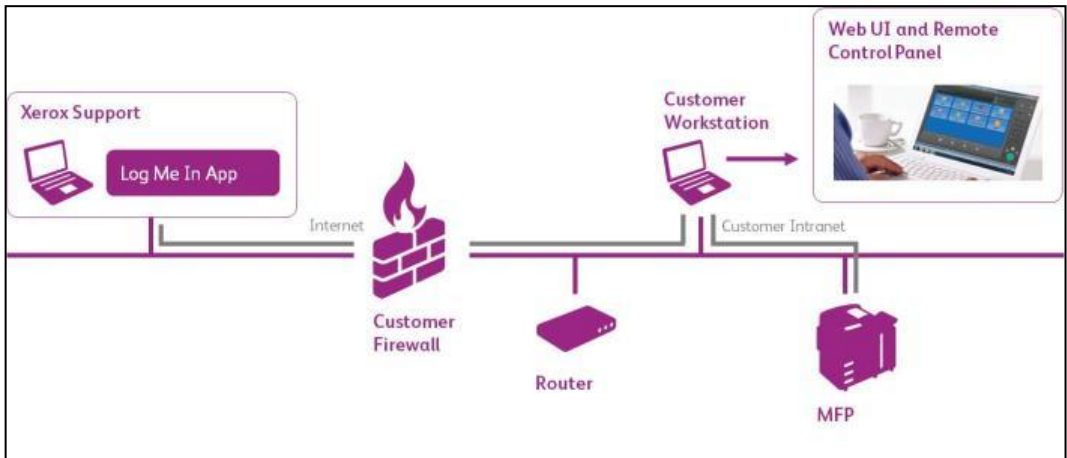 Web UI and Remote
Control Panel
Xerox Support
Log Me In App
Customer
Workstation
Internet
Customer Intranet
Customer
Firewall
Router
MFP